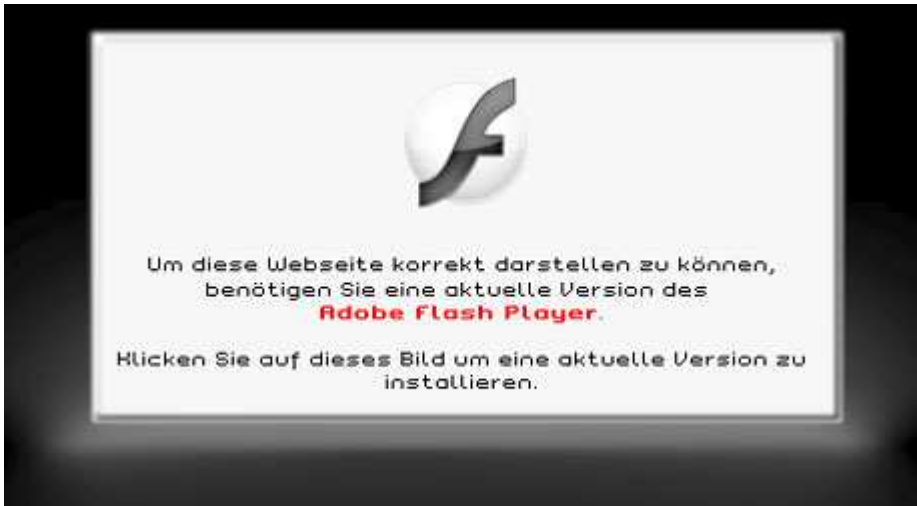 Um diese Webseite korrekt darstellen zu können,
benötigen Sie eine aktuelle Version des
Adobe Flash Player.
Klicken Sie auf dieses Bild um eine aktuelle Version zu
installieren.